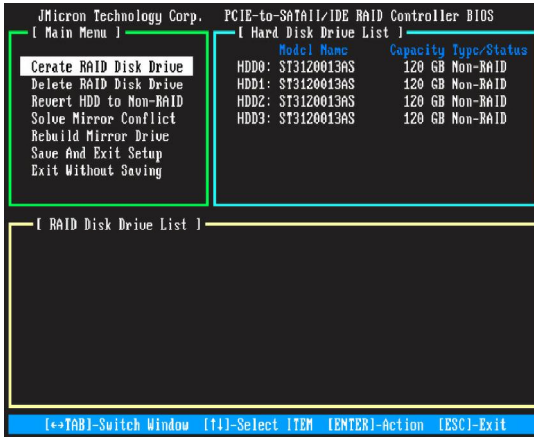 JMicron Technology Corp. PCIE-to-SATAII/IDE RAID Controller BIOS
[ Main Menu ]
Cerate RAID Disk Drive
Delete RAID Disk Drive
Revert HDD to Non-RAID
Solve Mirror Conflict
Rebuild Mirror Drive
Save And Exit Setup
Exit Without Saving
[ Hard Disk Drive List ]
Model Name Capacity Type/Status
HDD0: ST3120013AS 120 GB Non-RAID
HDD1: ST3120013AS 120 GB Non-RAID
HDD2: ST3120013AS 120 GB Non-RAID
HDD3: ST3120013AS 120 GB Non-RAID
[ RAID Disk Drive List ]
[↔TAB]-Switch Window [↑↓]-Select ITEM [ENTER]-Action [ESC]-Exit